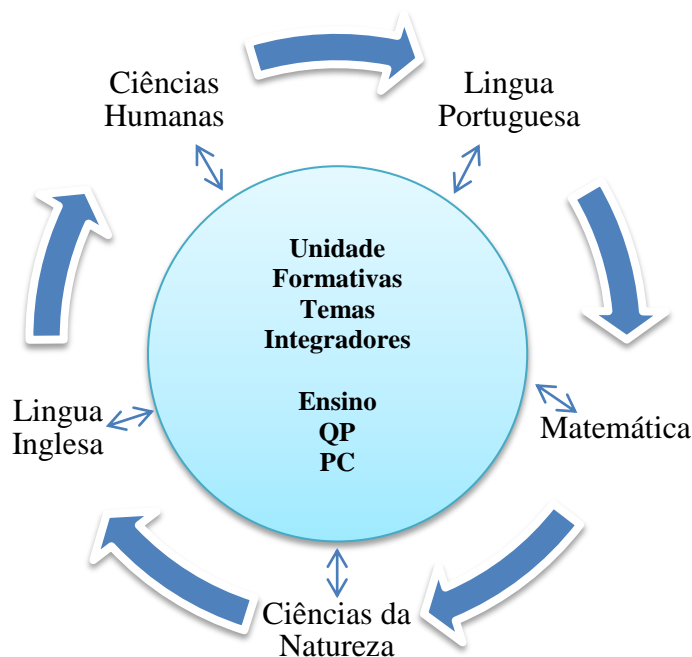 Ciências
Humanas
Lingua
Portuguesa
Unidade
Formativas
Temas
Integradores
Ensino
QP
PC
Lingua
Inglesa
Matemática
Ciências da
Natureza